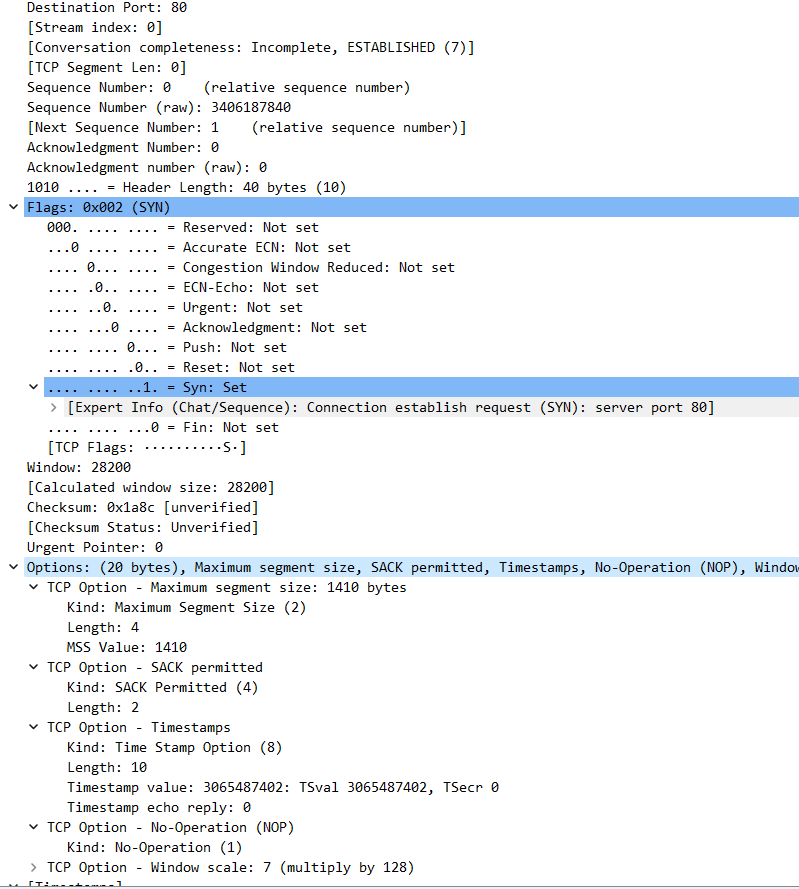 Destination Port: 80
[Stream index: 0]
[Conversation completeness: Incomplete, ESTABLISHED (7)]
[TCP Segment Len: 0]
Sequence Number: 0    (relative sequence number)
Sequence Number (raw): 3406187840
[Next Sequence Number: 1    (relative sequence number)]
Acknowledgment Number: 0
Acknowledgment number (raw): 0
1010 .... = Header Length: 40 bytes (10)
Flags: 0x002 (SYN)
000. .... .... = Reserved: Not set
...0 .... .... = Accurate ECN: Not set
.... 0... .... = Congestion Window Reduced: Not set
.... .0.. .... = ECN-Echo: Not set
.... ..0. .... = Urgent: Not set
.... ...0 .... = Acknowledgment: Not set
.... .... 0... = Push: Not set
.... .... .0.. = Reset: Not set
.... .... ..1. = Syn: Set
[Expert Info (Chat/Sequence): Connection establish request (SYN): server port 80]
.... .... ...0 = Fin: Not set
[TCP Flags: ··········S·]
Window: 28200
[Calculated window size: 28200]
Checksum: 0x1a8c [unverified]
[Checksum Status: Unverified]
Urgent Pointer: 0
Options: (20 bytes), Maximum segment size, SACK permitted, Timestamps, No-Operation (NOP), Window
TCP Option - Maximum segment size: 1410 bytes
Kind: Maximum Segment Size (2)
Length: 4
MSS Value: 1410
TCP Option - SACK permitted
Kind: SACK Permitted (4)
Length: 2
TCP Option - Timestamps
Kind: Time Stamp Option (8)
Length: 10
Timestamp value: 3065487402: TSval 3065487402, TSecr 0
Timestamp echo reply: 0
TCP Option - No-Operation (NOP)
Kind: No-Operation (1)
TCP Option - Window scale: 7 (multiply by 128)
[Timestamps]